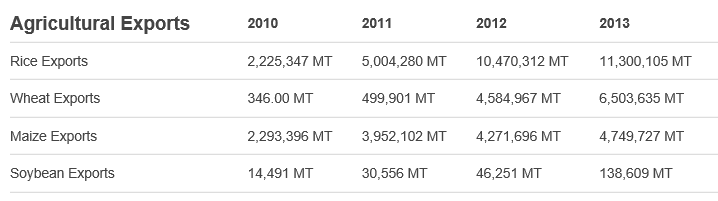 Agricultural Exports 2010 2011 2012 2013
Rice Exports 2,225,347 MT 5,004,280 MT 10,470,312 MT 11,300,105 MT
Wheat Exports 346.00 MT 499,901 MT 4,584,967 MT 6,503,635 MT
Maize Exports 2,293,396 MT 3,952,102 MT 4,271,696 MT 4,749,727 MT
Soybean Exports 14,491 MT 30,556 MT 46,251 MT 138,609 MT